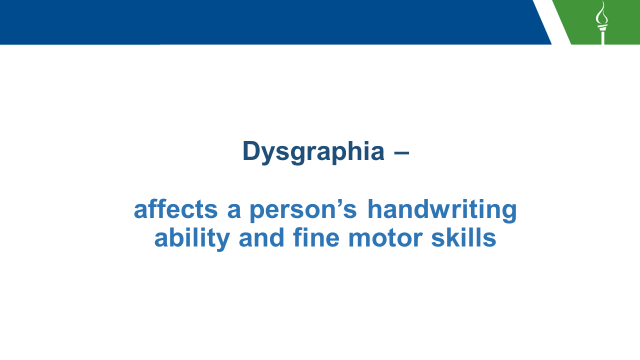 Dysgraphia –
affects a person’s handwriting
ability and fine motor skills